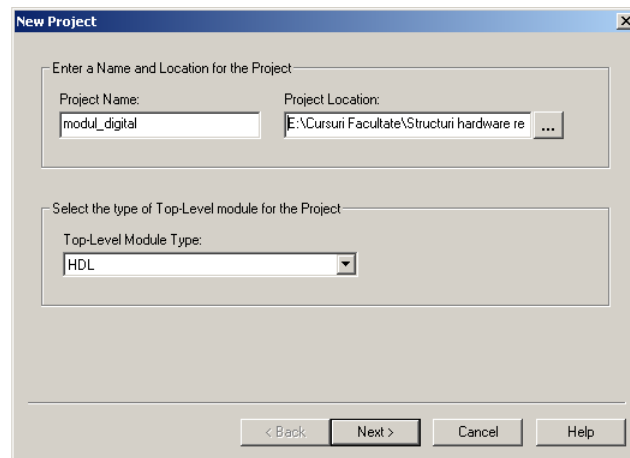 New Project
Enter a Name and Location for the Project
Project Name: Project Location:
modul_digital E:\Cursuri Facultate\Structuri hardware re ...
Select the type of Top-Level module for the Project
Top-Level Module Type:
HDL
< Back Next > Cancel Help